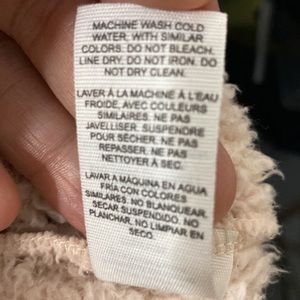 MACHINE WASH COLD
WATER, WITH SIMILAR
COLORS. DO NOT BLEACH.
LINE DRY. DO NOT IRON. DO
NOT DRY CLEAN.
LAVER À LA MACHINE À L'EAU
FROIDE, AVEC COULEURS
SIMILAIRES. NE PAS
JAVELLISER. SUSPENDRE
POUR SÉCHER. NE PAS
REPASSER. NE PAS
NETTOYER À SEC.
LAVAR A MÁQUINA EN AGUA
FRÍA CON COLORES
SIMILARES. NO BLANQUEAR.
SECAR SUSPENDIDO. NO
PLANCHAR. NO LIMPIAR EN
SECO.